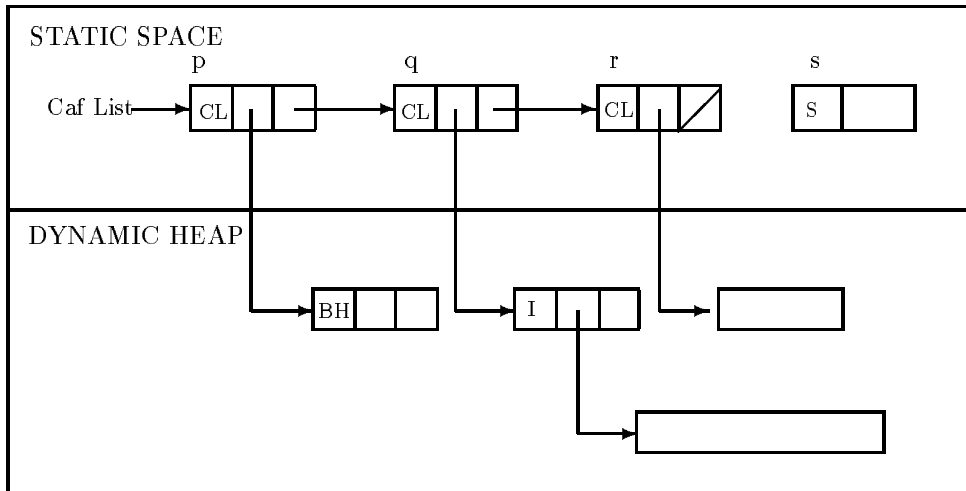 STATIC SPACE
p q r s
Caf List CL CL CL S
DYNAMIC HEAP
BH I